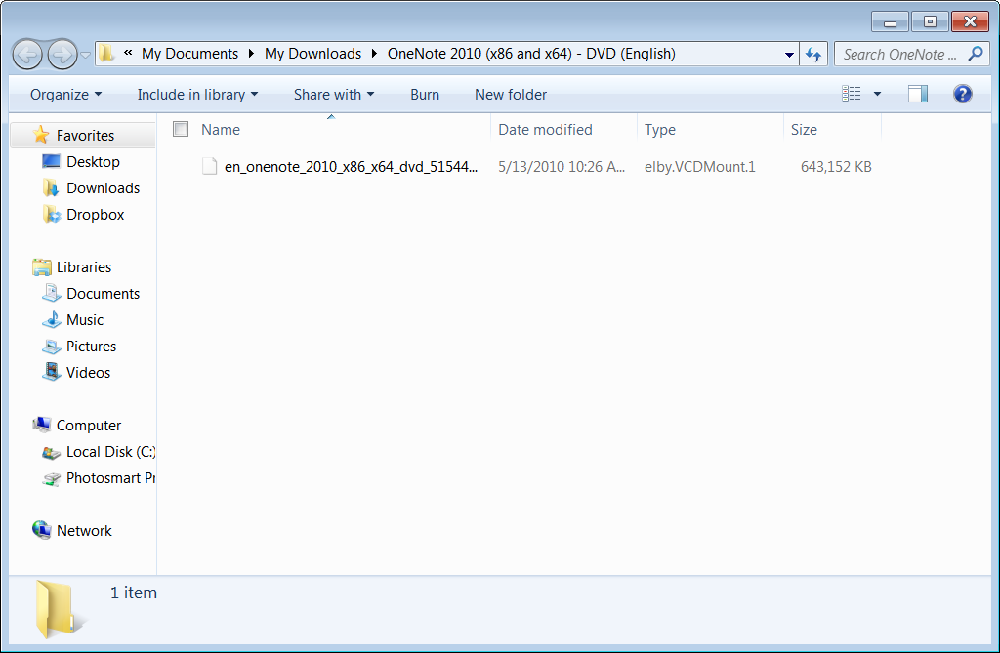 « My Documents My Downloads OneNote 2010 (x86 and x64) - DVD (English) Search OneNote ...
Organize Include in library Share with Burn New folder ?
Favorites
Desktop
Downloads
Dropbox
Libraries
Documents
Music
Pictures
Videos
Computer
Local Disk (C:)
Photosmart Pr
Network
Name Date modified Type Size
en_onenote_2010_x86_x64_dvd_51544... 5/13/2010 10:26 A... elby.VCDMount.1 643,152 KB
1 item